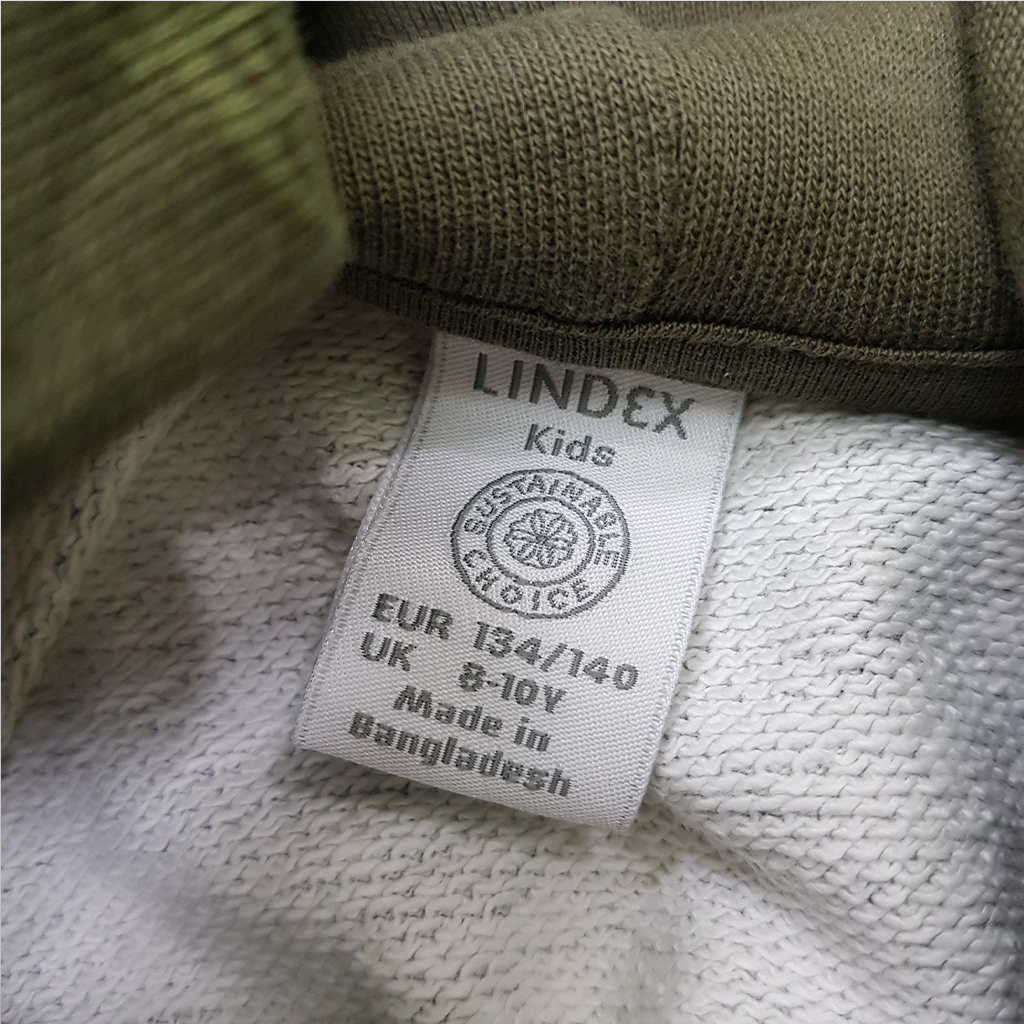 LINDEX
Kids
SUSTAINABLE
CHOICE
EUR 134/140
UK 8-10Y
Made in
Bangladesh